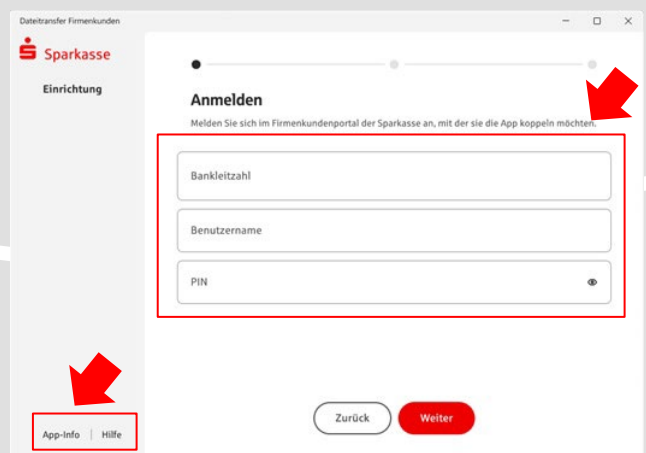 Dateitransfer Firmenkunden
Sparkasse
Einrichtung
Anmelden
Melden Sie sich im Firmenkundenportal der Sparkasse an, mit der sie die App koppeln möchten.
Bankleitzahl
Benutzername
PIN
Zurück
Weiter
App-Info | Hilfe